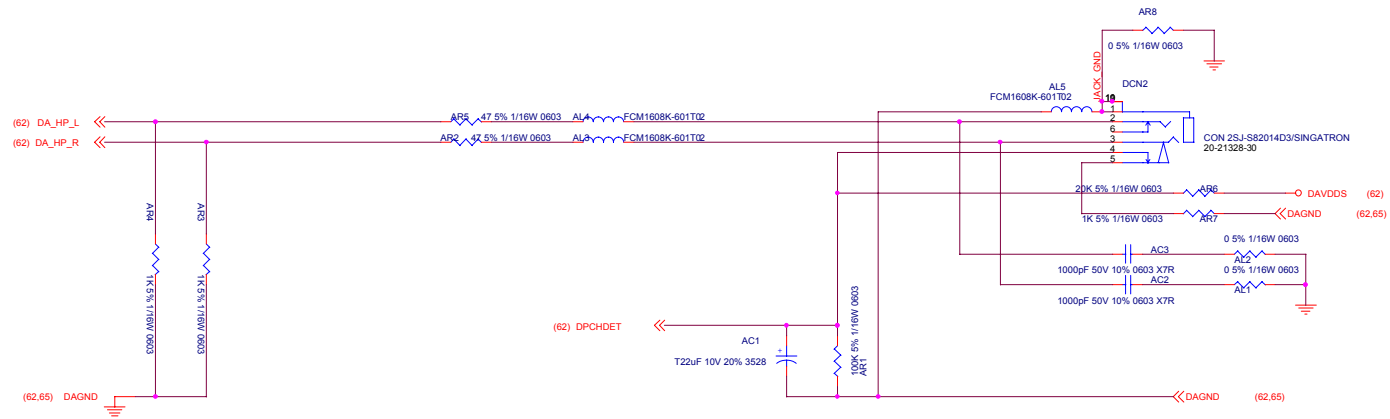 AR8
0 5% 1/16W 0603
JACK_GND
AL5
FCM1608K-601T02
DCN2
1
2
6
3
4
5
CON 2SJ-S82014D3/SINGATRON
20-21328-30
(62) DA_HP_L
AR5 47 5% 1/16W 0603 AL4 FCM1608K-601T02
(62) DA_HP_R
AR2 47 5% 1/16W 0603 AL3 FCM1608K-601T02
20K 5% 1/16W 0603 AR6 DAVDDS (62)
1K 5% 1/16W 0603 AR7 DAGND (62,65)
AR4
1K 5% 1/16W 0603
AR3
1K 5% 1/16W 0603
AC3
1000pF 50V 10% 0603 X7R
0 5% 1/16W 0603
AL2
AC2
1000pF 50V 10% 0603 X7R
0 5% 1/16W 0603
AL1
(62) DPCHDET
AC1
T22uF 10V 20% 3528
100K 5% 1/16W 0603
AR1
(62,65) DAGND
DAGND (62,65)